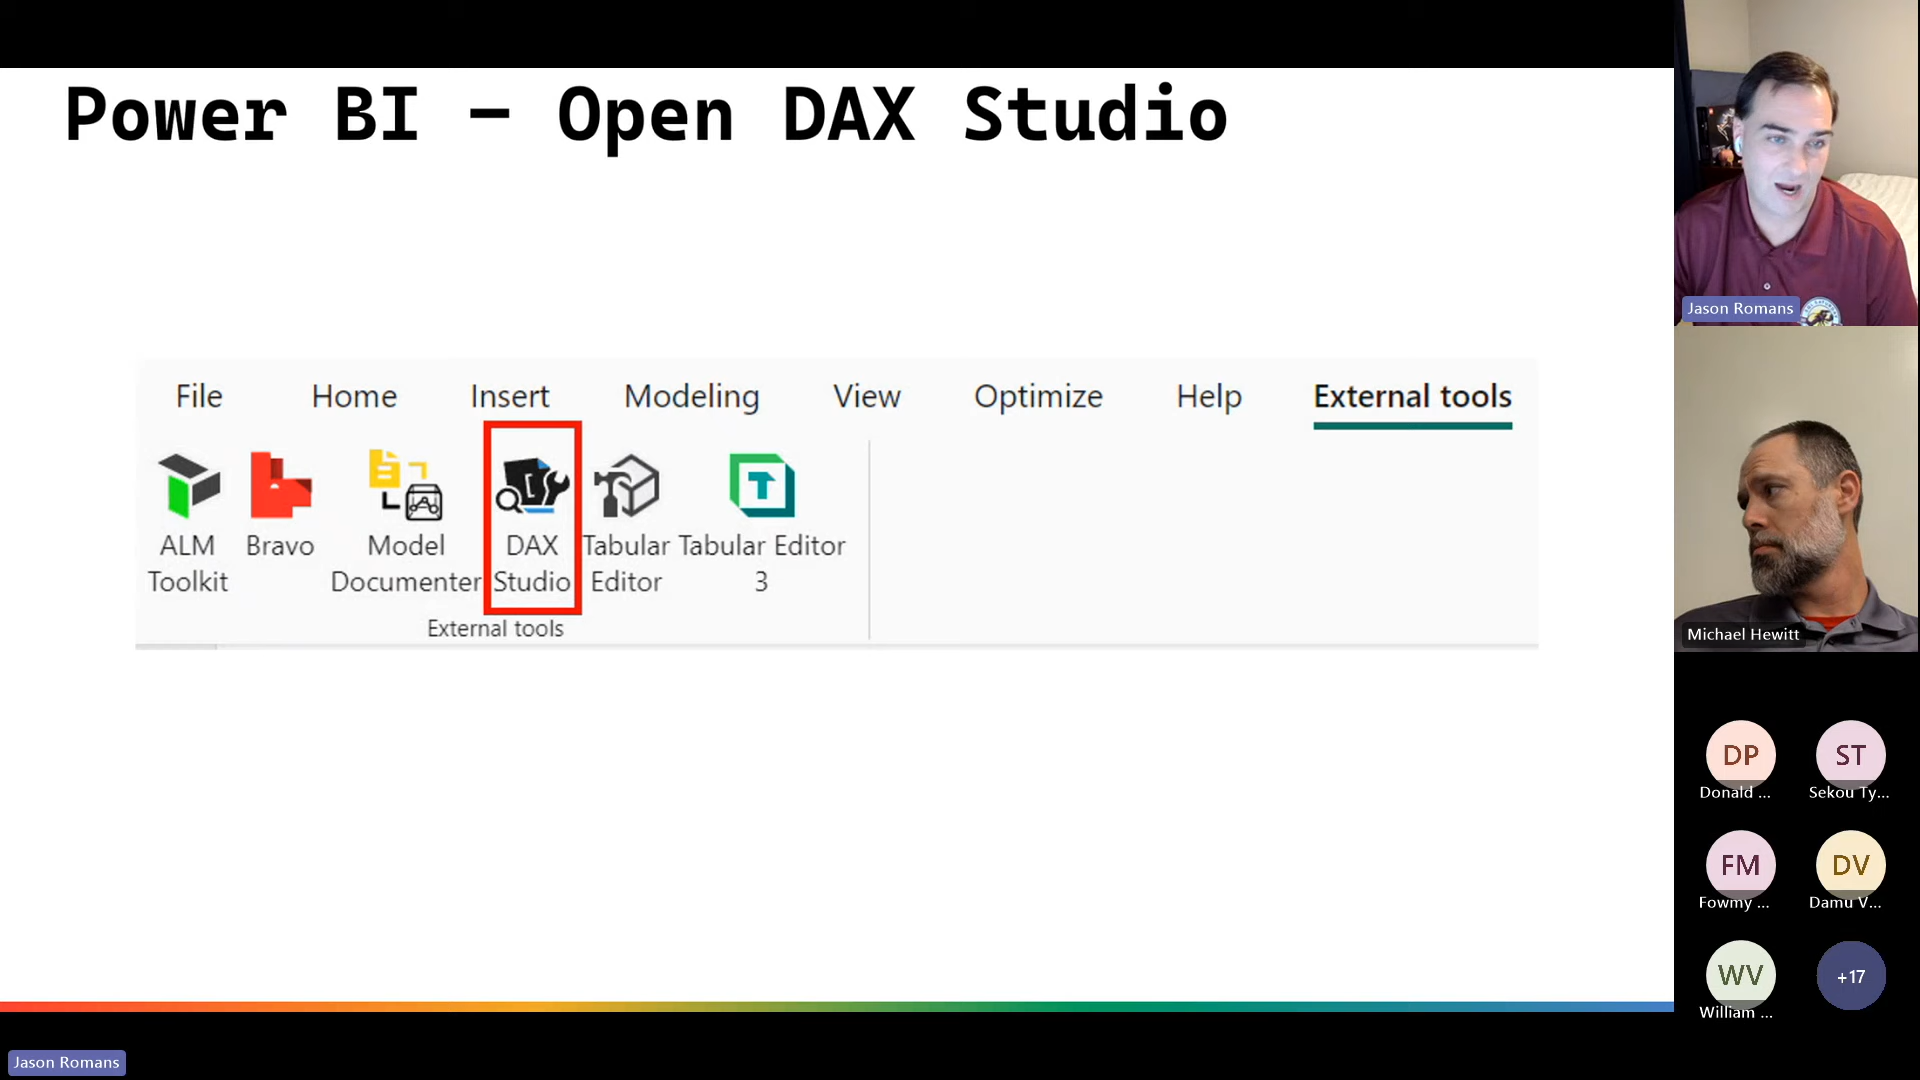 Power BI – Open DAX Studio
File Home Insert Modeling View Optimize Help External tools
ALM Toolkit
Bravo
Model Documenter
DAX Studio
Tabular Editor
Tabular Editor 3
External tools
Jason Romans
Michael Hewitt
DP
Donald ...
ST
Sekou Ty...
FM
Fowmy ...
DV
Damu V...
WV
William ...
+17
Jason Romans